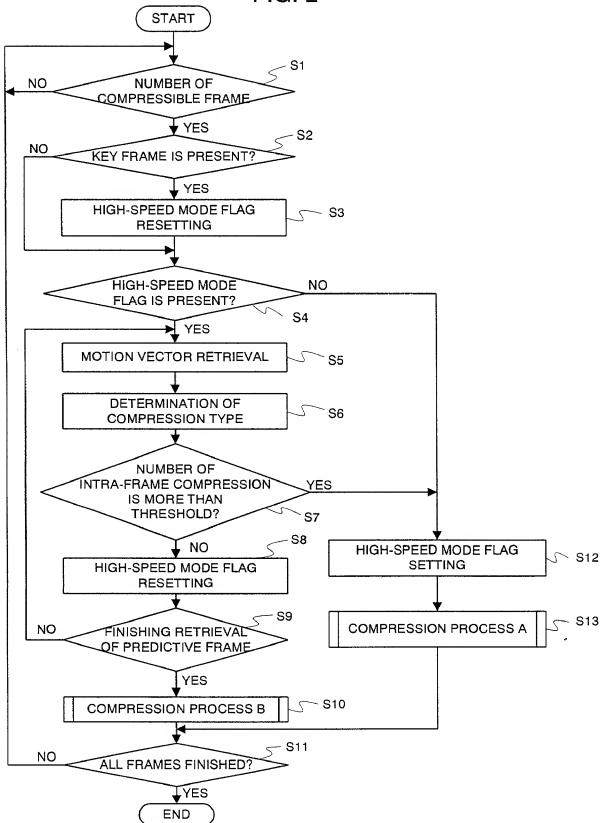 START
S1
NO
NUMBER OF
COMPRESSIBLE FRAME
YES
S2
NO
KEY FRAME IS PRESENT?
YES
HIGH-SPEED MODE FLAG
RESETTING
S3
HIGH-SPEED MODE
FLAG IS PRESENT?
NO
S4
YES
MOTION VECTOR RETRIEVAL
S5
DETERMINATION OF
COMPRESSION TYPE
S6
NUMBER OF
INTRA-FRAME COMPRESSION
IS MORE THAN
THRESHOLD?
YES
S7
NO
S8
HIGH-SPEED MODE FLAG
RESETTING
HIGH-SPEED MODE FLAG
SETTING
S12
S9
NO
FINISHING RETRIEVAL
OF PREDICTIVE FRAME
COMPRESSION PROCESS A
S13
YES
COMPRESSION PROCESS B
S10
S11
NO
ALL FRAMES FINISHED?
YES
END